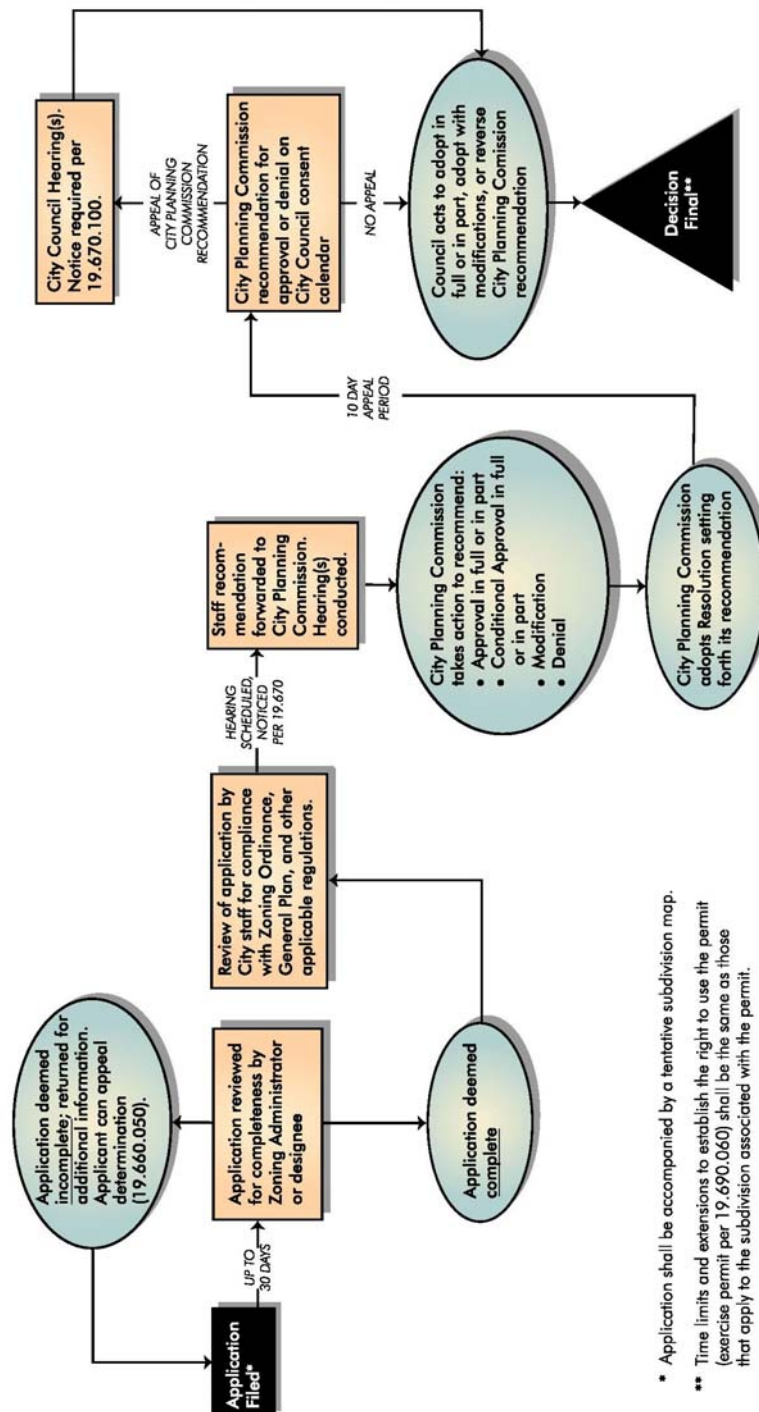 Application
Filed*
UP TO
30 DAYS
Application deemed
incomplete; returned for
additional information.
Applicant can appeal
determination
(19.660.050).
Application reviewed
for completeness by
Zoning Administrator
or designee
Application deemed
complete
Review of application by
City staff for compliance
with Zoning Ordinance,
General Plan, and other
applicable regulations.
HEARING
SCHEDULED,
NOTICED
PER 19.670
Staff recom-
mendation
forwarded to
City Planning
Commission.
Hearing(s)
conducted.
City Planning Commission
takes action to recommend:
• Approval in full or in part
• Conditional Approval in full
or in part
• Modification
• Denial
City Planning Commission
adopts Resolution setting
forth its recommendation
10 DAY
APPEAL
PERIOD
City Council Hearing(s).
Notice required per
19.670.100.
APPEAL OF
CITY PLANNING
COMMISSION
RECOMMENDATION
City Planning Commission
recommendation for
approval or denial on
City Council consent
calendar
NO APPEAL
Council acts to adopt in
full or in part, adopt with
modifications, or reverse
City Planning Comission
recommendation
Decision
Final**
* Application shall be accompanied by a tentative subdivision map.
** Time limits and extensions to establish the right to use the permit
(exercise permit per 19.690.060) shall be the same as those
that apply to the subdivision associated with the permit.